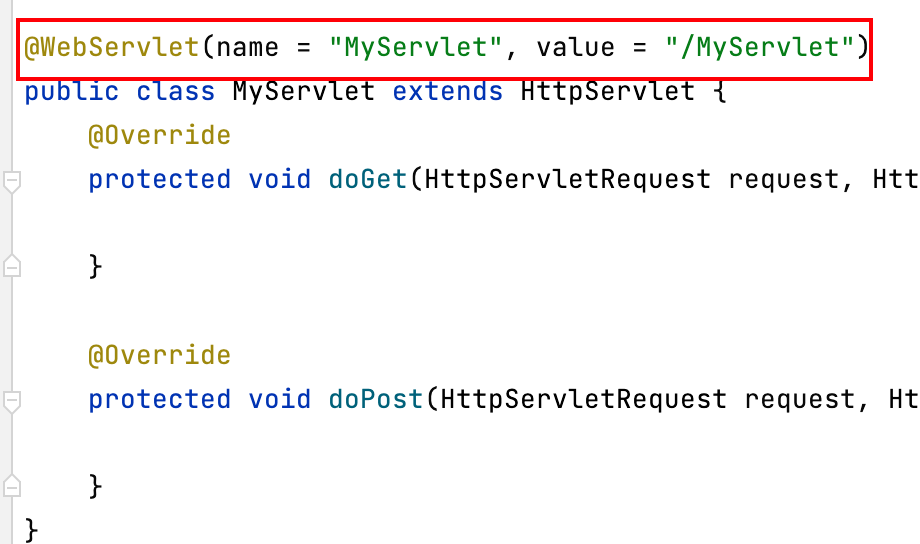 @WebServlet(name = "MyServlet", value = "/MyServlet")
public class MyServlet extends HttpServlet {
@Override
protected void doGet(HttpServletRequest request, Htt
}
@Override
protected void doPost(HttpServletRequest request, Ht
}
}